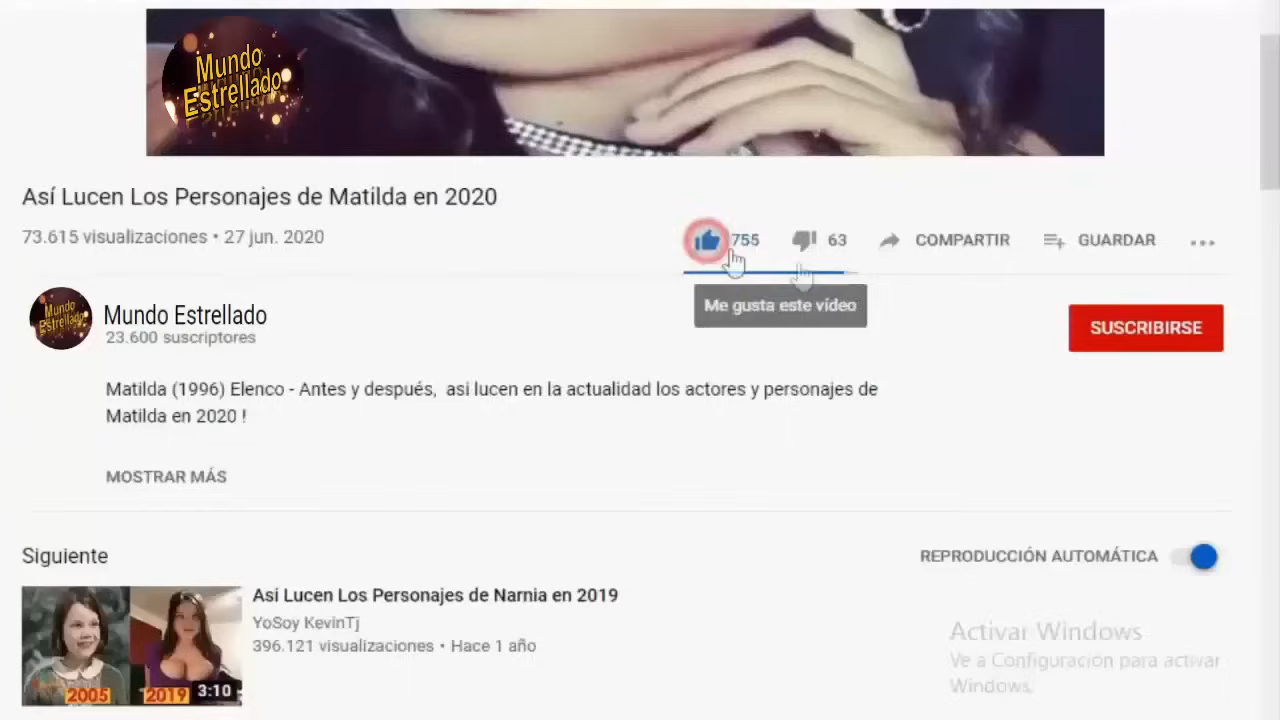 Mundo
Estrellado
Así Lucen Los Personajes de Matilda en 2020
73.615 visualizaciones • 27 jun. 2020
755
63
COMPARTIR
GUARDAR
Me gusta este vídeo
Mundo
Estrellado
Mundo Estrellado
23.600 suscriptores
SUSCRIBIRSE
Matilda (1996) Elenco - Antes y después, asi lucen en la actualidad los actores y personajes de
Matilda en 2020 !
MOSTRAR MÁS
Siguiente
REPRODUCCIÓN AUTOMÁTICA
2005
2019
3:10
Asi Lucen Los Personajes de Narnia en 2019
YoSoy KevinTj
396.121 visualizaciones • Hace 1 año
Activar Windows
Ve a Configuración para activar
Windows.